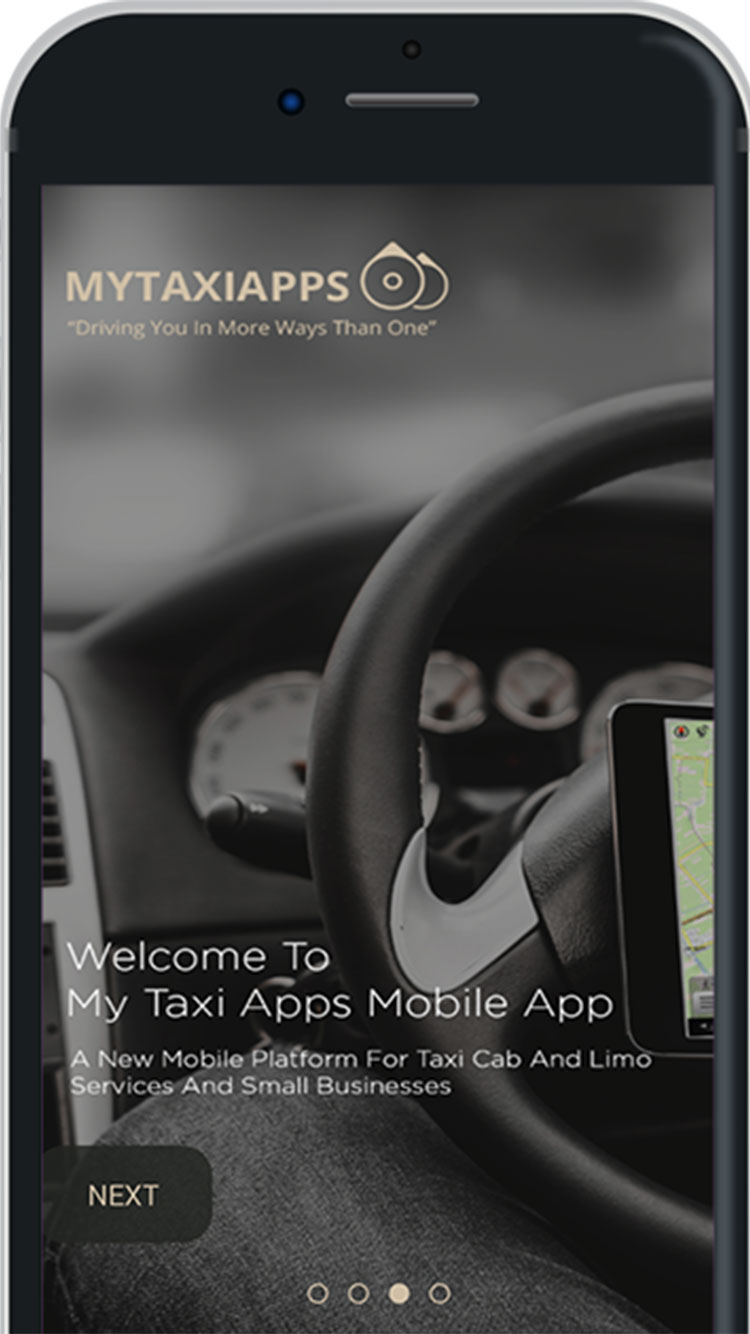 MYTAXIAPPS
“Driving You In More Ways Than One”
Welcome To
My Taxi Apps Mobile App
A New Mobile Platform For Taxi Cab And Limo
Services And Small Businesses
NEXT